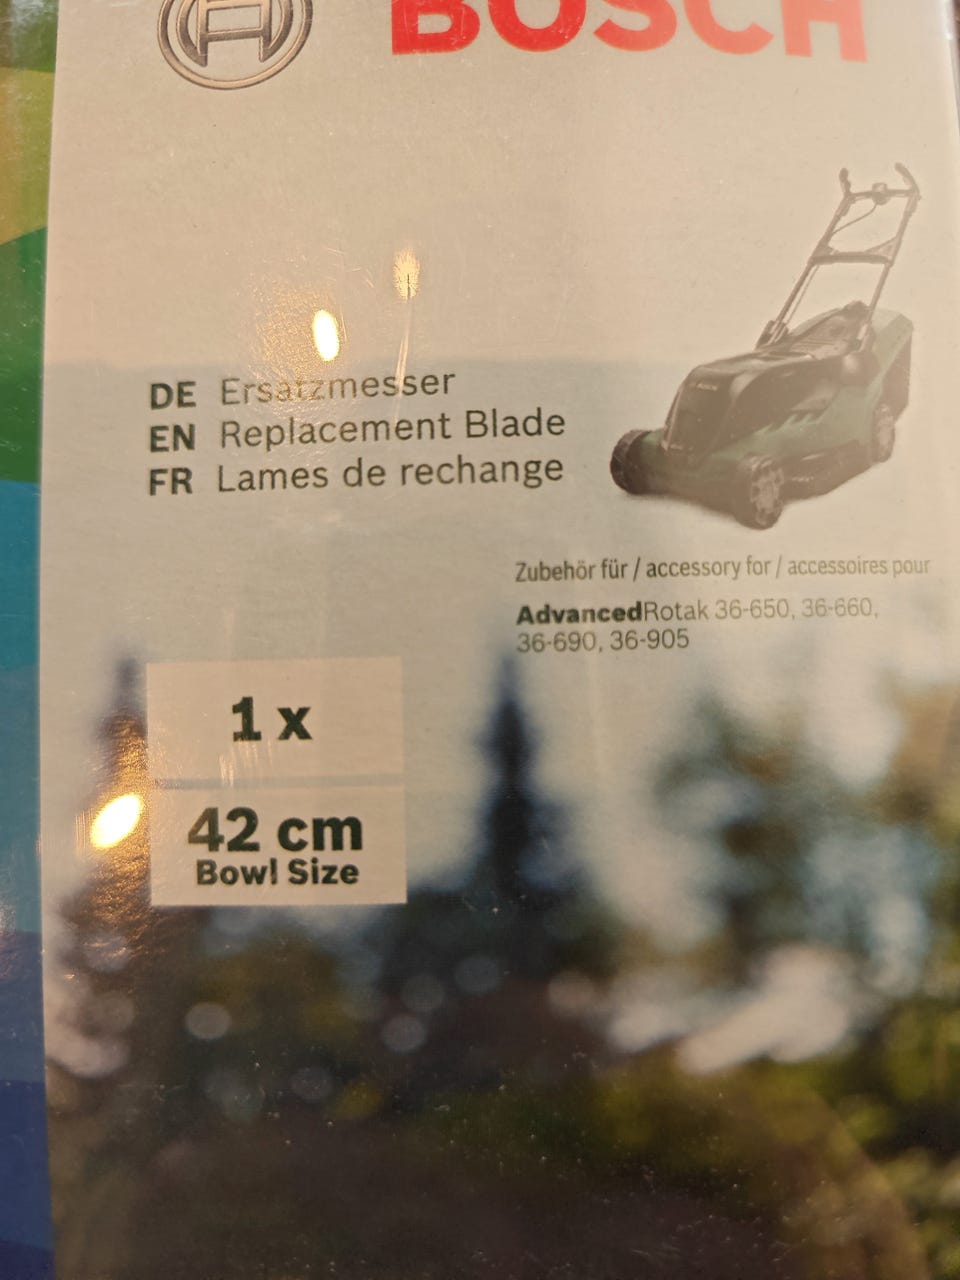 BOSCH
DE Ersatzmesser
EN Replacement Blade
FR Lames de rechange
Zubehör für / accessory for / accessoires pour
AdvancedRotak 36-650, 36-660,
36-690, 36-905
1 x
42 cm
Bowl Size